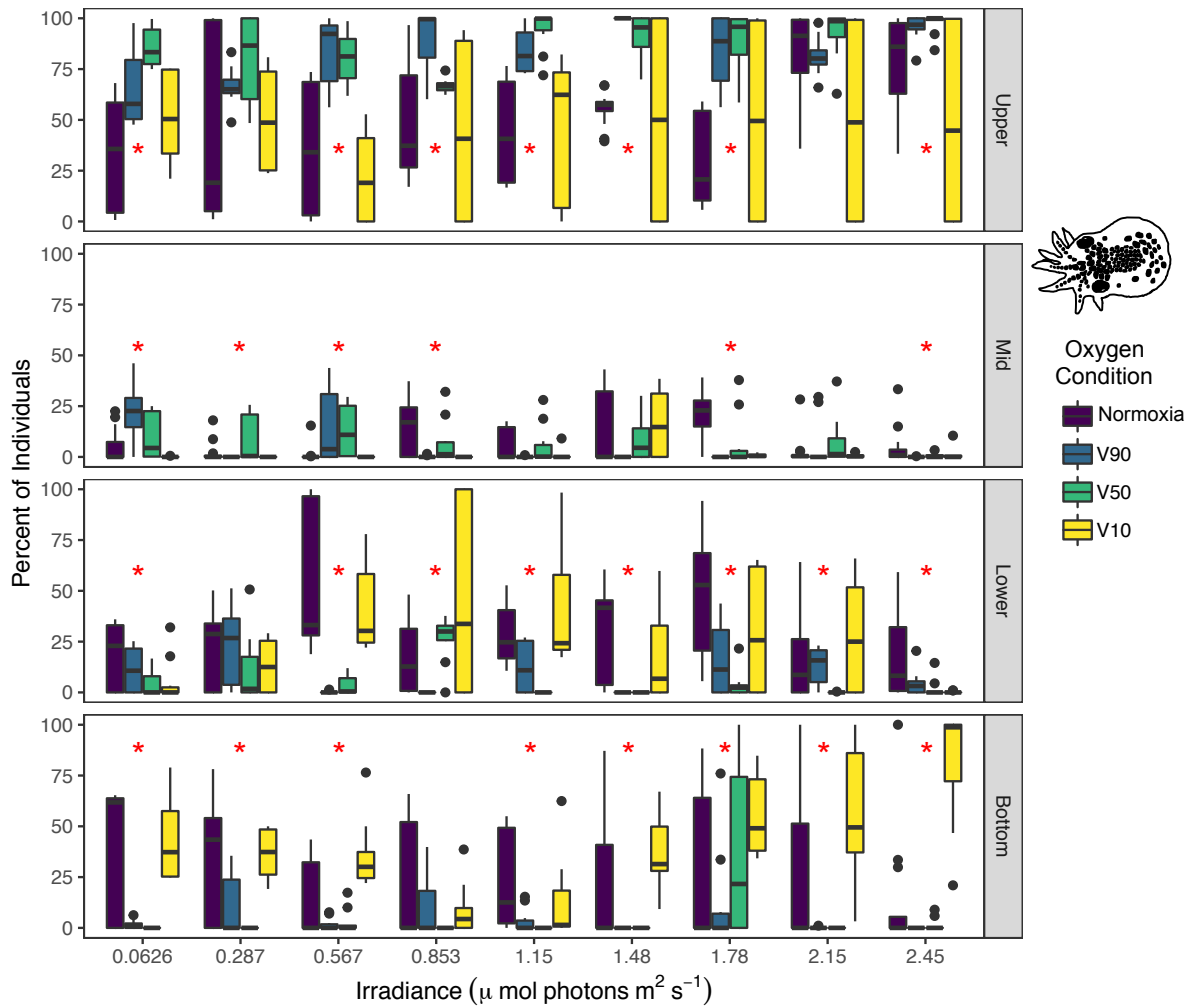 100
75
50
25
0
* * * * * * *
Upper
100
75
50
25
0
* * * * * *
Mid
100
75
50
25
0
* * * * * * * *
Lower
100
75
50
25
0
* * * * * * * *
Bottom
0.0626 0.287 0.567 0.853 1.15 1.48 1.78 2.15 2.45
Irradiance (μ mol photons m² s⁻¹)
Percent of Individuals
Oxygen
Condition
Normoxia
V90
V50
V10